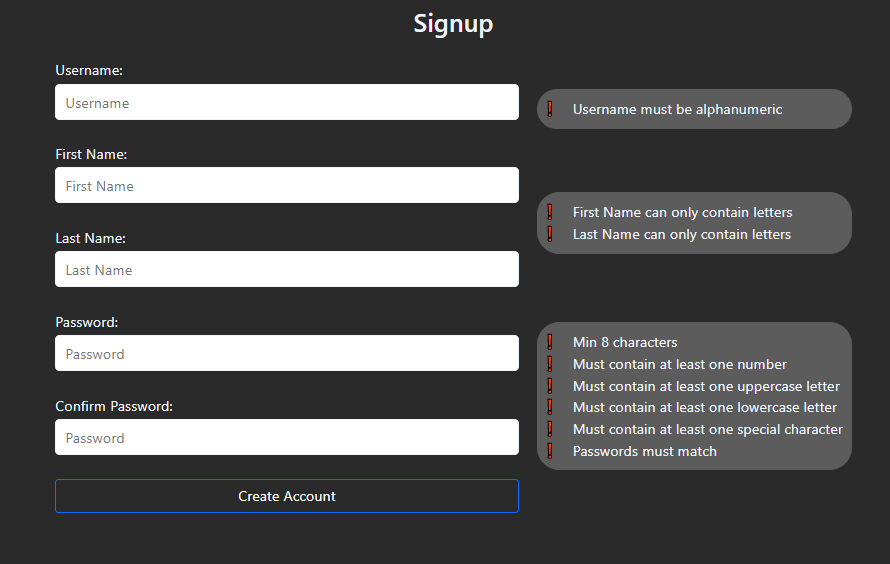 Signup
Username:
Username
Username must be alphanumeric
First Name:
First Name
First Name can only contain letters
Last Name can only contain letters
Last Name:
Last Name
Password:
Password
Min 8 characters
Must contain at least one number
Must contain at least one uppercase letter
Must contain at least one lowercase letter
Must contain at least one special character
Passwords must match
Confirm Password:
Password
Create Account